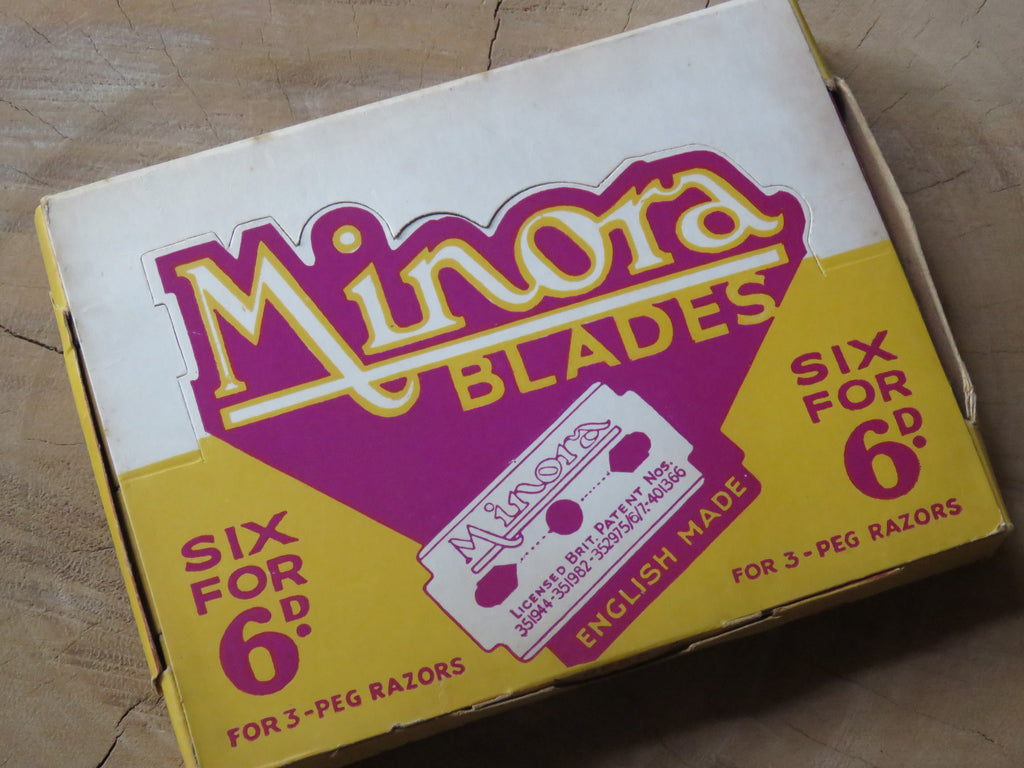 Minora
BLADES
SIX
FOR
6D.
FOR 3-PEG RAZORS
Minora
LICENSED BRIT. PATENT NOS.
351944-351982-352975/6/7-401366
ENGLISH MADE
SIX
FOR
6D.
FOR 3-PEG RAZORS